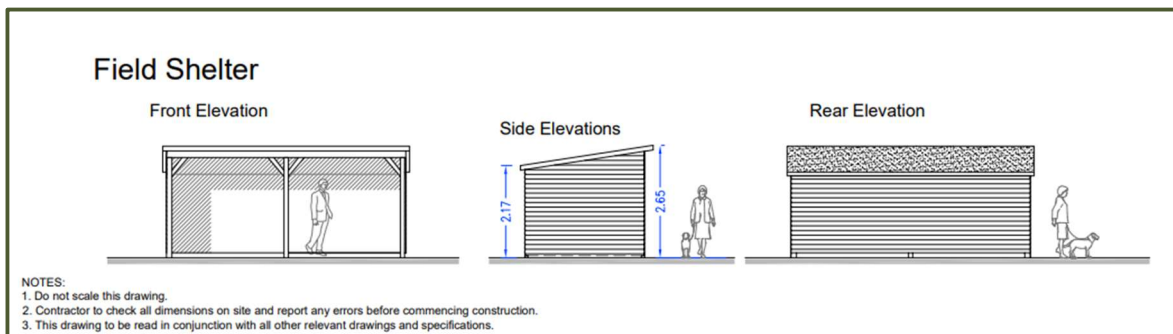 Field Shelter
Front Elevation
Side Elevations
Rear Elevation
2.17
2.65
NOTES:
1. Do not scale this drawing.
2. Contractor to check all dimensions on site and report any errors before commencing construction.
3. This drawing to be read in conjunction with all other relevant drawings and specifications.